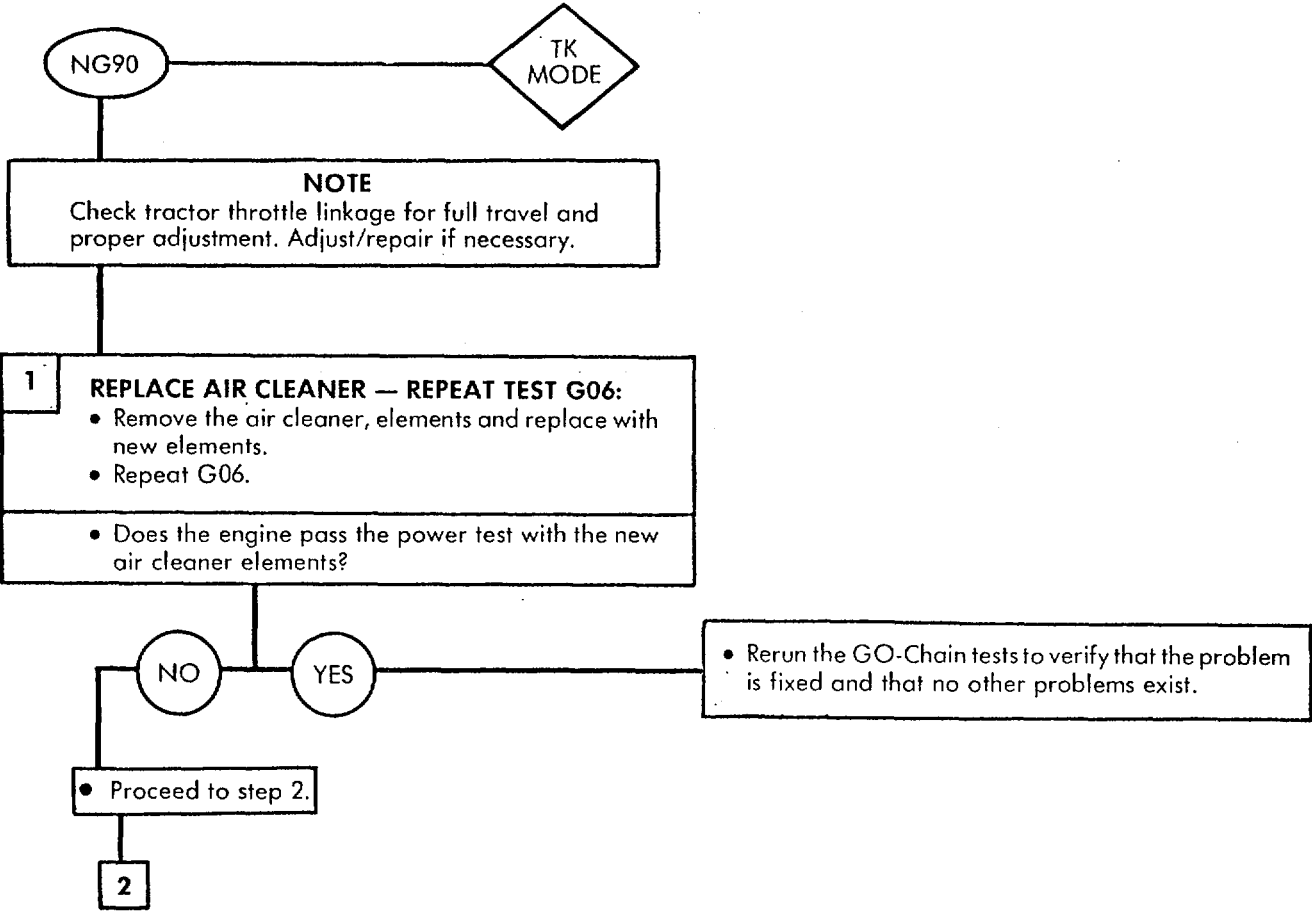 NG90
TK
MODE
NOTE
Check tractor throttle linkage for full travel and
proper adjustment. Adjust/repair if necessary.
1
REPLACE AIR CLEANER — REPEAT TEST G06:
• Remove the air cleaner, elements and replace with
new elements.
• Repeat G06.
• Does the engine pass the power test with the new
air cleaner elements?
NO
YES
• Rerun the GO-Chain tests to verify that the problem
is fixed and that no other problems exist.
• Proceed to step 2.
2